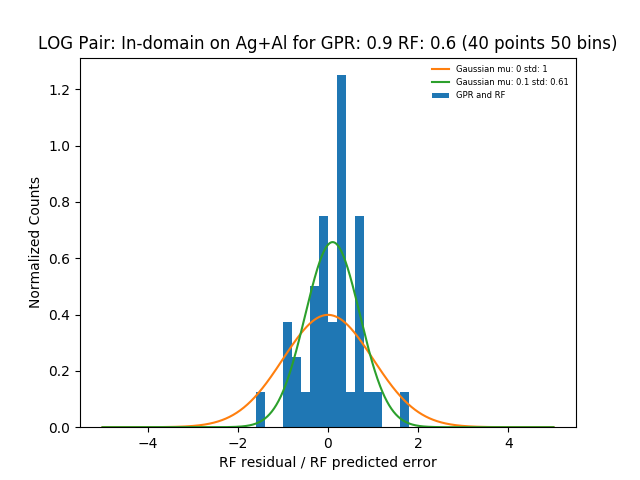 LOG Pair: In-domain on Ag+Al for GPR: 0.9 RF: 0.6 (40 points 50 bins)
Gaussian mu: 0 std: 1
Gaussian mu: 0.1 std: 0.61
GPR and RF
Normalized Counts
1.2
1.0
0.8
0.6
0.4
0.2
0.0
−4 −2 0 2 4
RF residual / RF predicted error